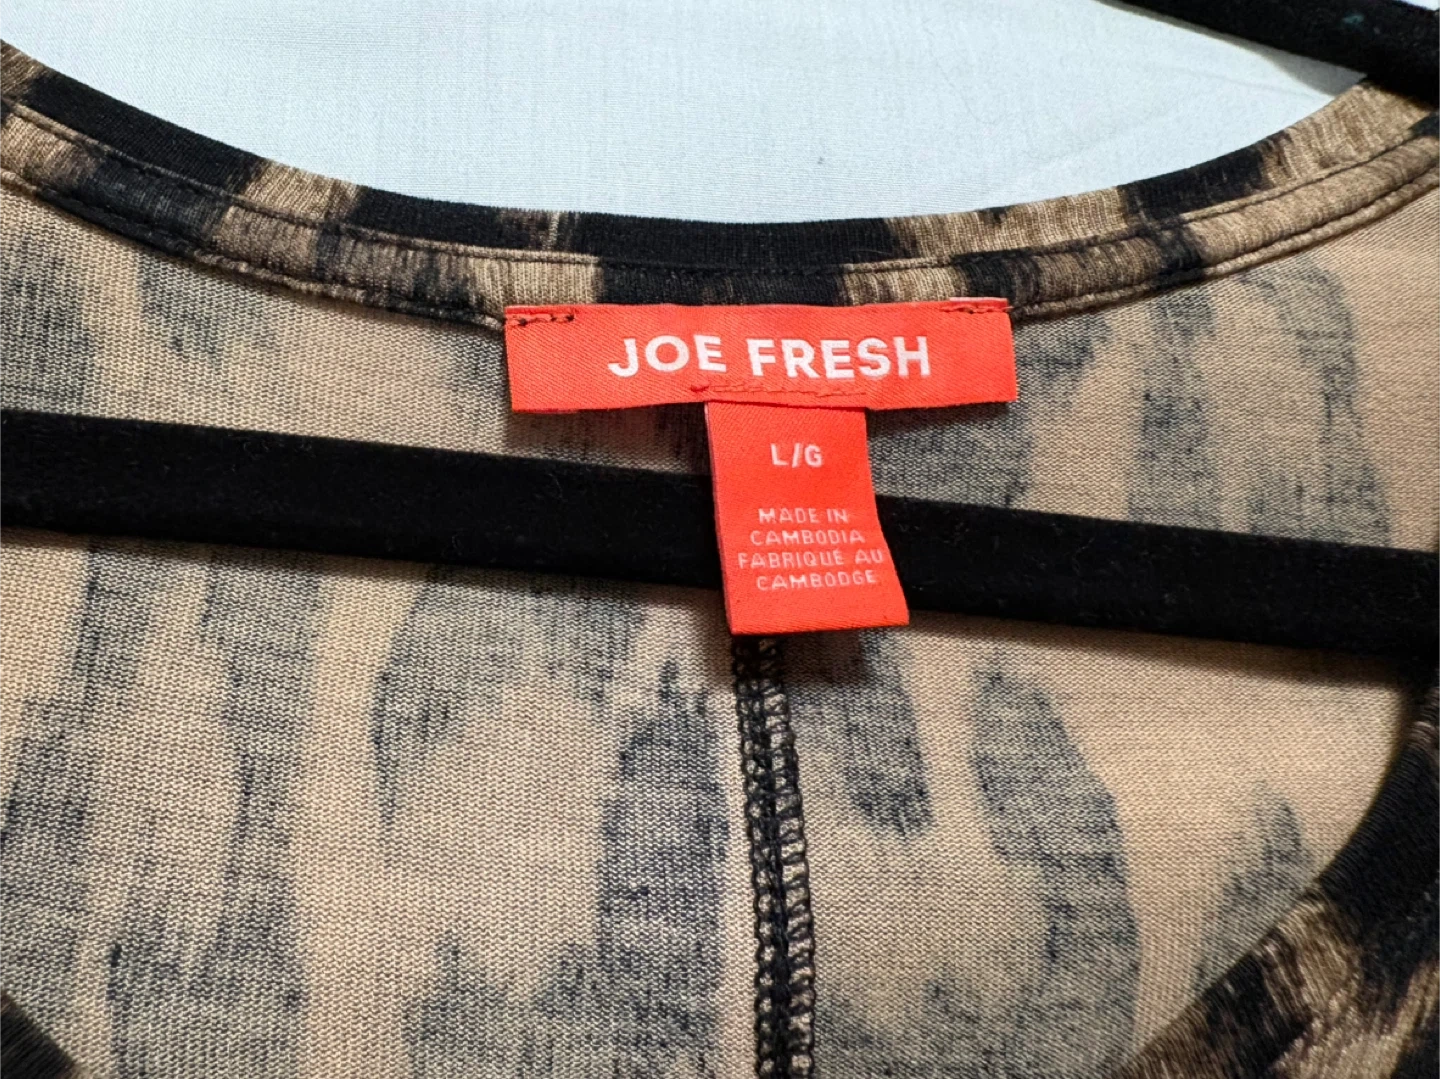 JOE FRESH
L/G
MADE IN
CAMBODIA
FABRIQUE AU
CAMBODGE